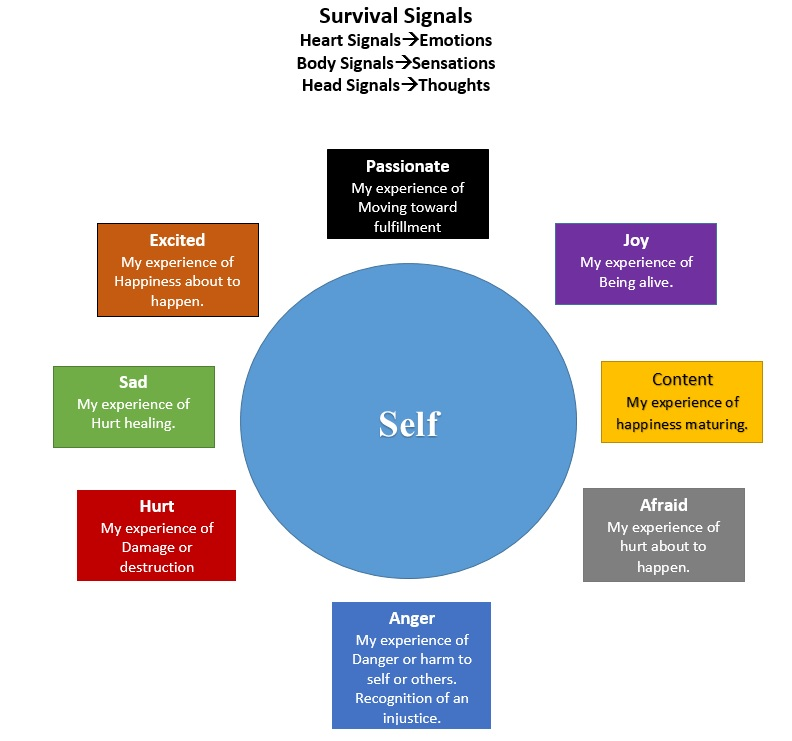 Survival Signals
Heart Signals→Emotions
Body Signals→Sensations
Head Signals→Thoughts
Passionate
My experience of
Moving toward
fulfillment
Excited
My experience of
Happiness about to
happen.
Joy
My experience of
Being alive.
Sad
My experience of
Hurt healing.
Self
Content
My experience of
happiness maturing.
Hurt
My experience of
Damage or
destruction
Afraid
My experience of
hurt about to
happen.
Anger
My experience of
Danger or harm to
self or others.
Recognition of an
injustice.